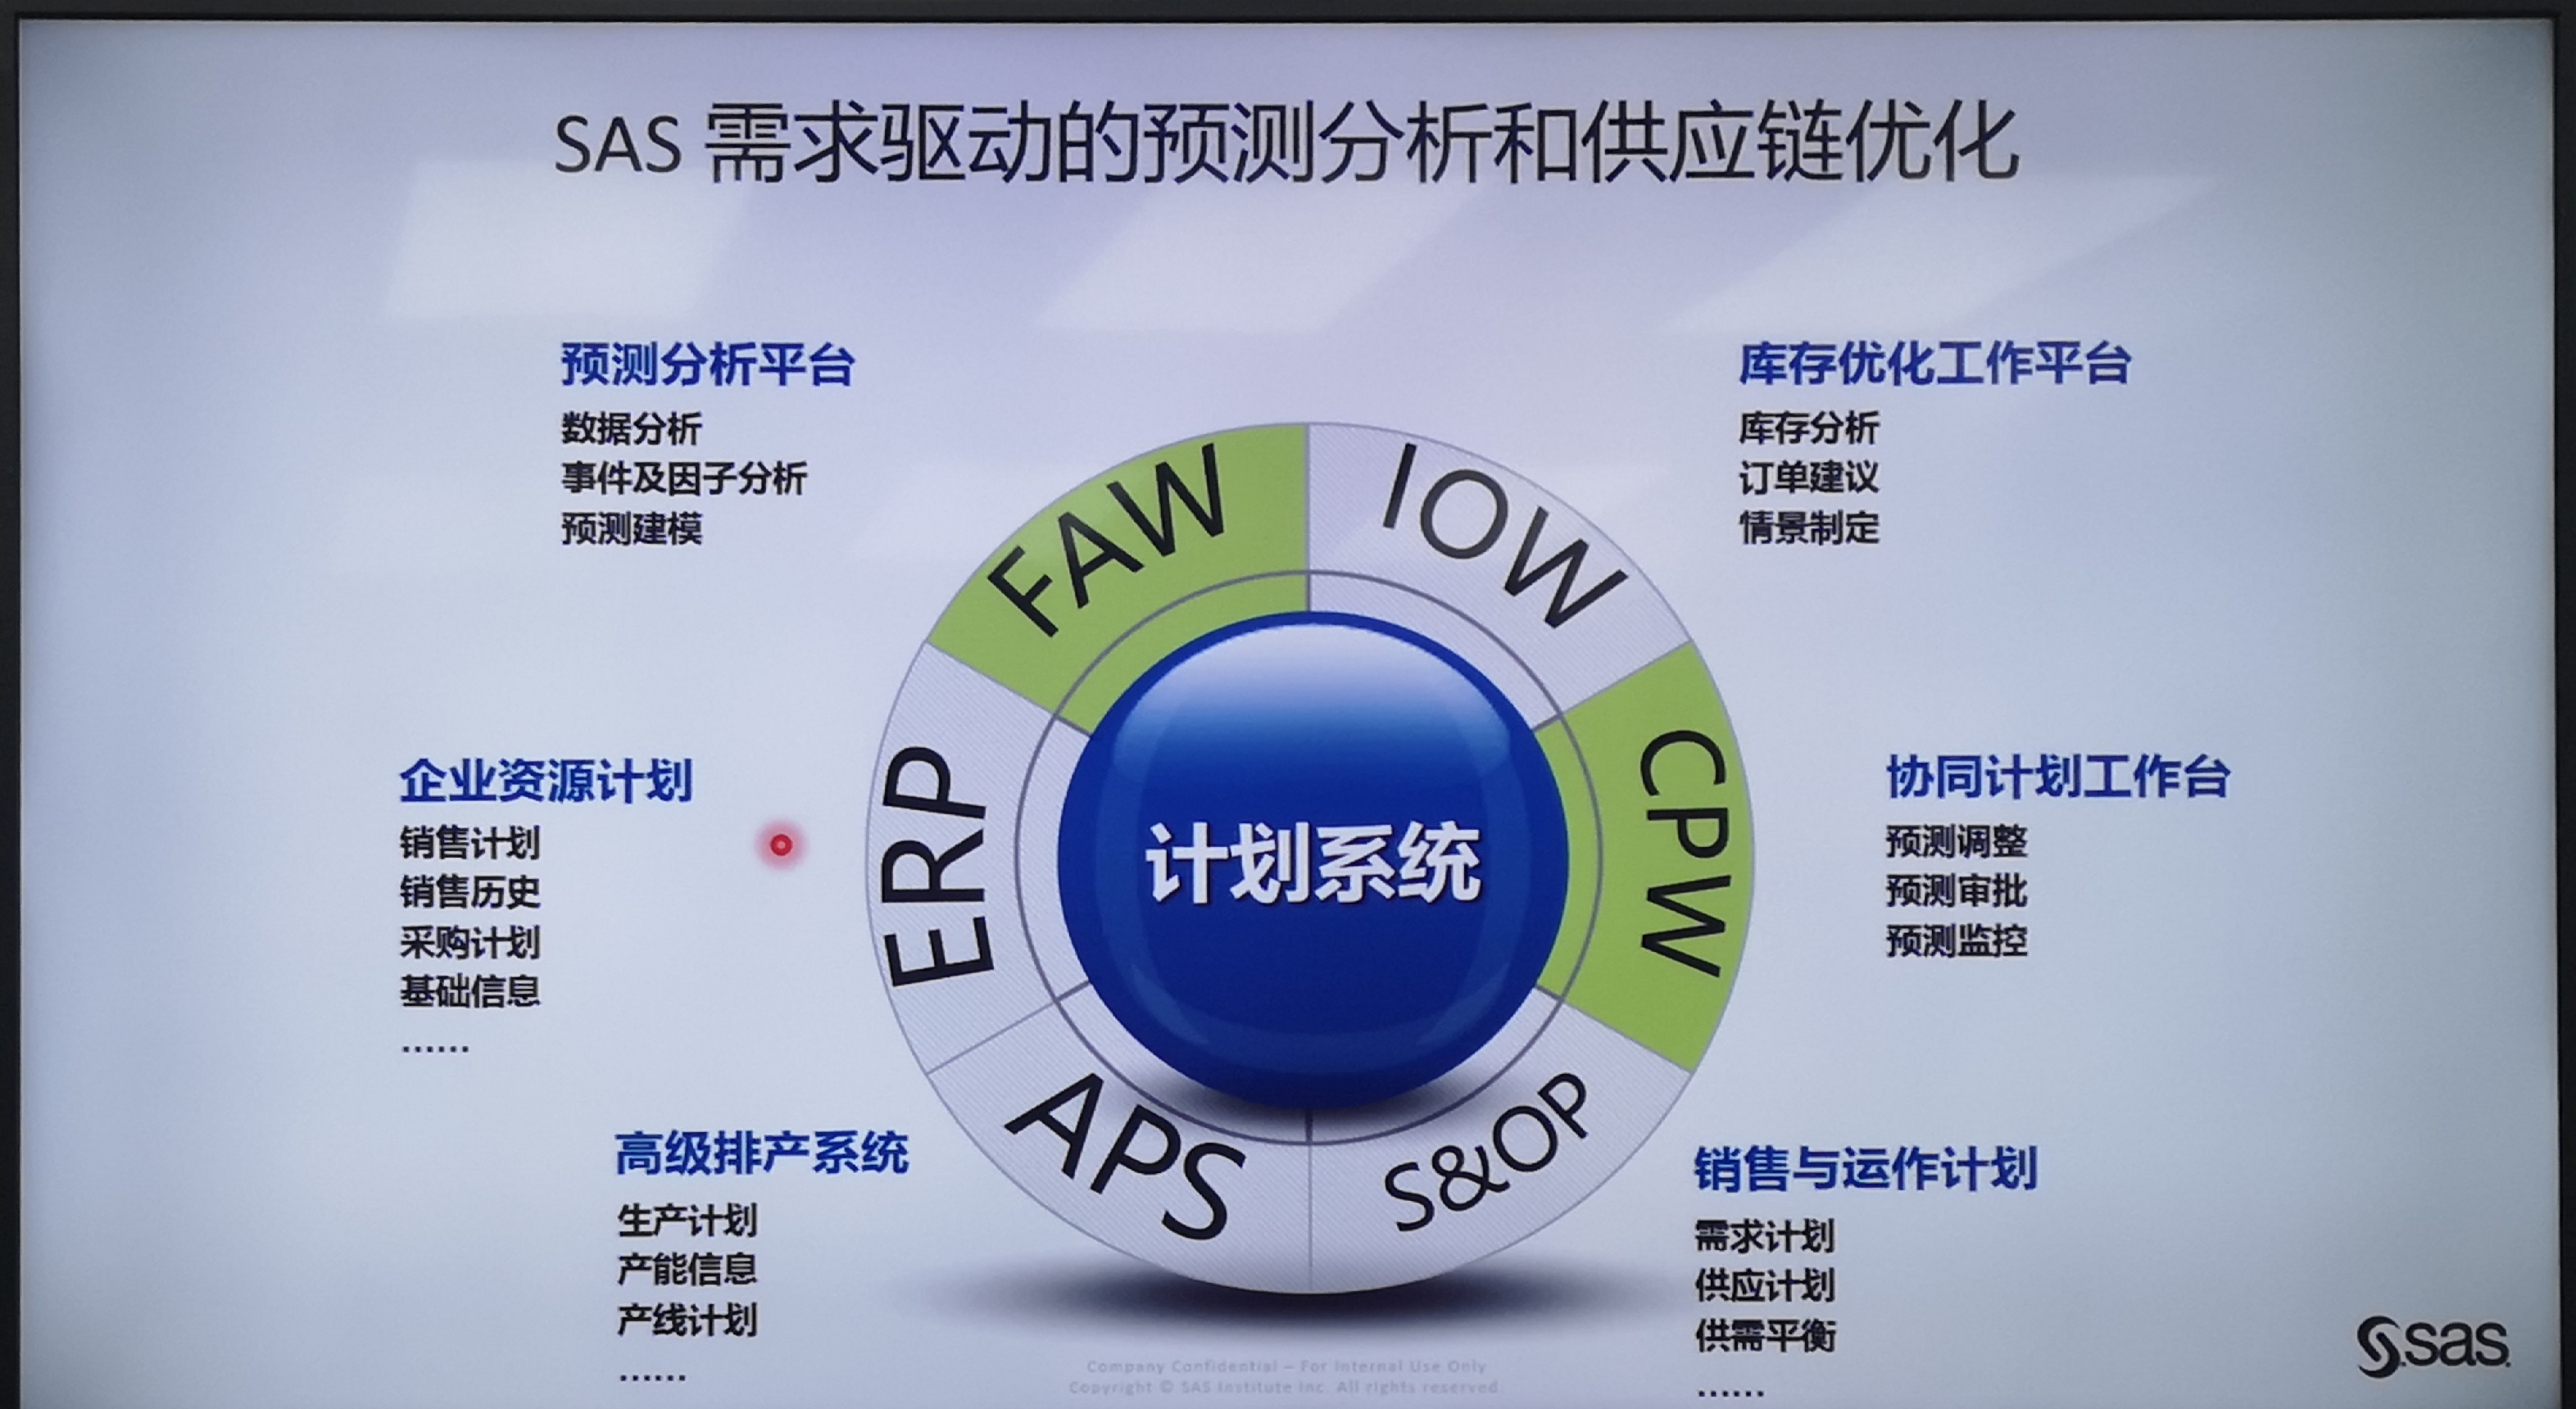 SAS 需求驱动的预测分析和供应链优化
预测分析平台
数据分析
事件及因子分析
预测建模
库存优化工作平台
库存分析
订单建议
情景制定
FAW
IOW
企业资源计划
销售计划
销售历史
采购计划
基础信息
......
ERP
计划系统
CPW
协同计划工作台
预测调整
预测审批
预测监控
高级排产系统
生产计划
产能信息
产线计划
......
APS
S&OP
销售与运作计划
需求计划
供应计划
供需平衡
......
Company Confidential – For Internal Use Only
Copyright © SAS Institute Inc. All rights reserved.
sas